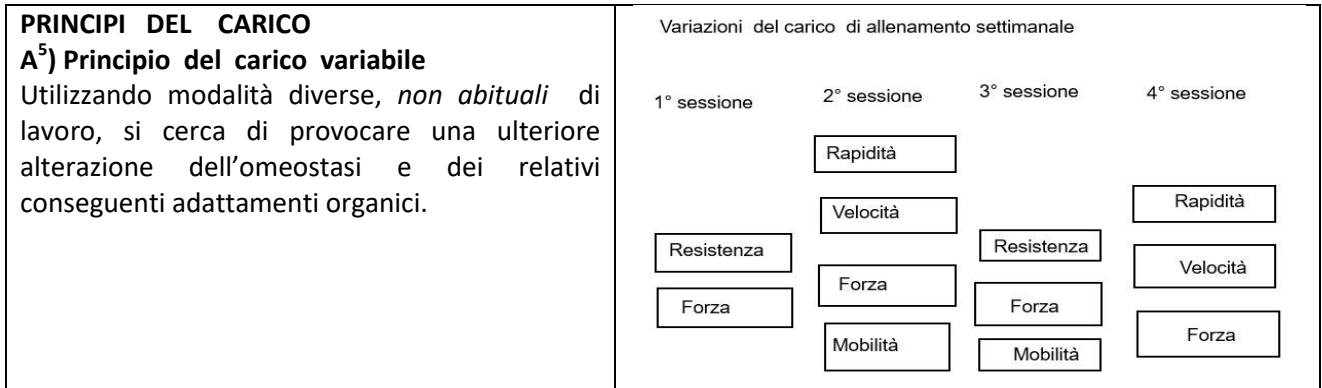 PRINCIPI DEL CARICO
A⁵) Principio del carico variabile
Utilizzando modalità diverse, non abituali di
lavoro, si cerca di provocare una ulteriore
alterazione dell'omeostasi e dei relativi
conseguenti adattamenti organici.
Variazioni del carico di allenamento settimanale
1° sessione
Resistenza
Forza
2° sessione
Rapidità
Velocità
Forza
Mobilità
3° sessione
Resistenza
Forza
Mobilità
4° sessione
Rapidità
Velocità
Forza